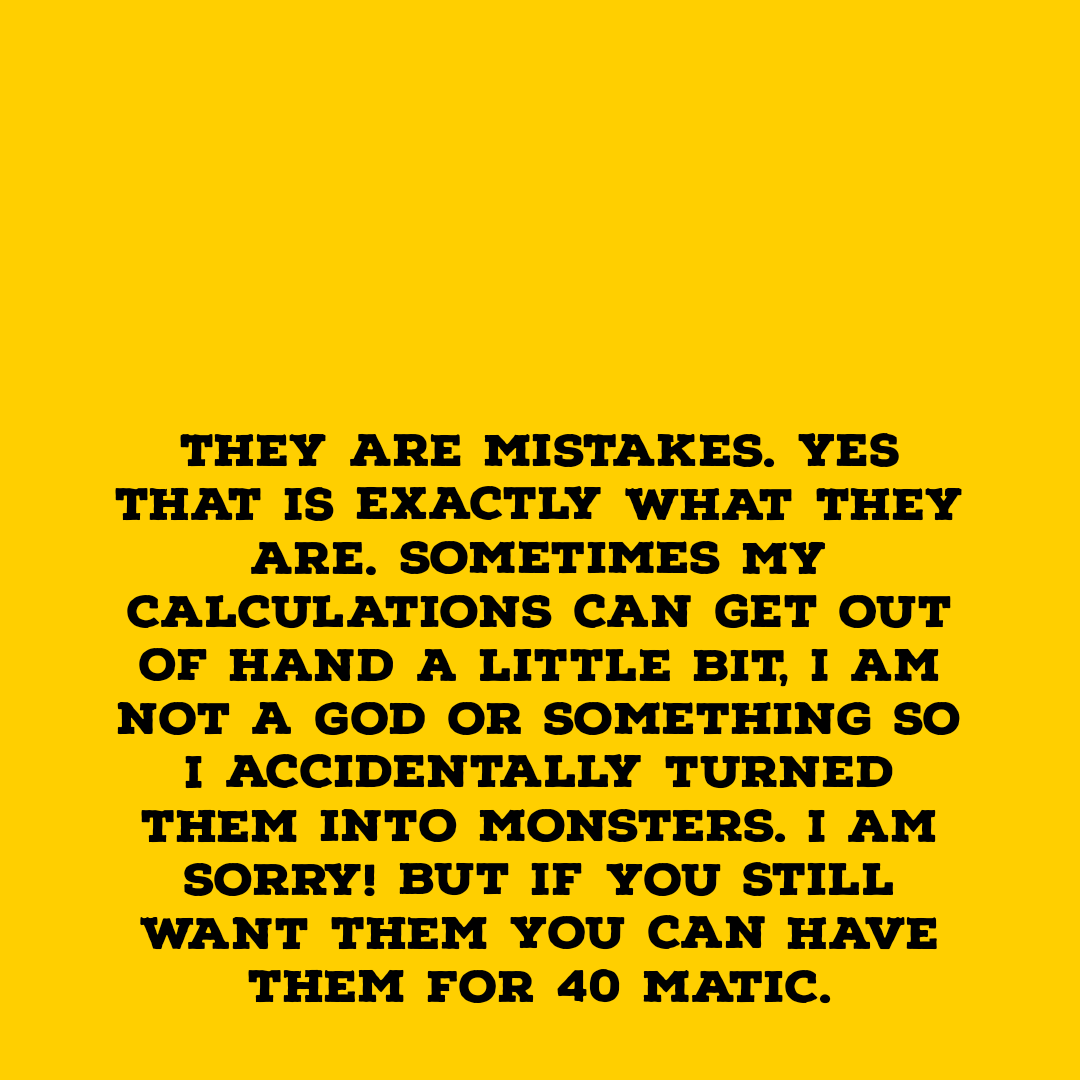 THEY ARE MISTAKES. YES
THAT IS EXACTLY WHAT THEY
ARE. SOMETIMES MY
CALCULATIONS CAN GET OUT
OF HAND A LITTLE BIT, I AM
NOT A GOD OR SOMETHING SO
I ACCIDENTALLY TURNED
THEM INTO MONSTERS. I AM
SORRY! BUT IF YOU STILL
WANT THEM YOU CAN HAVE
THEM FOR 40 MATIC.